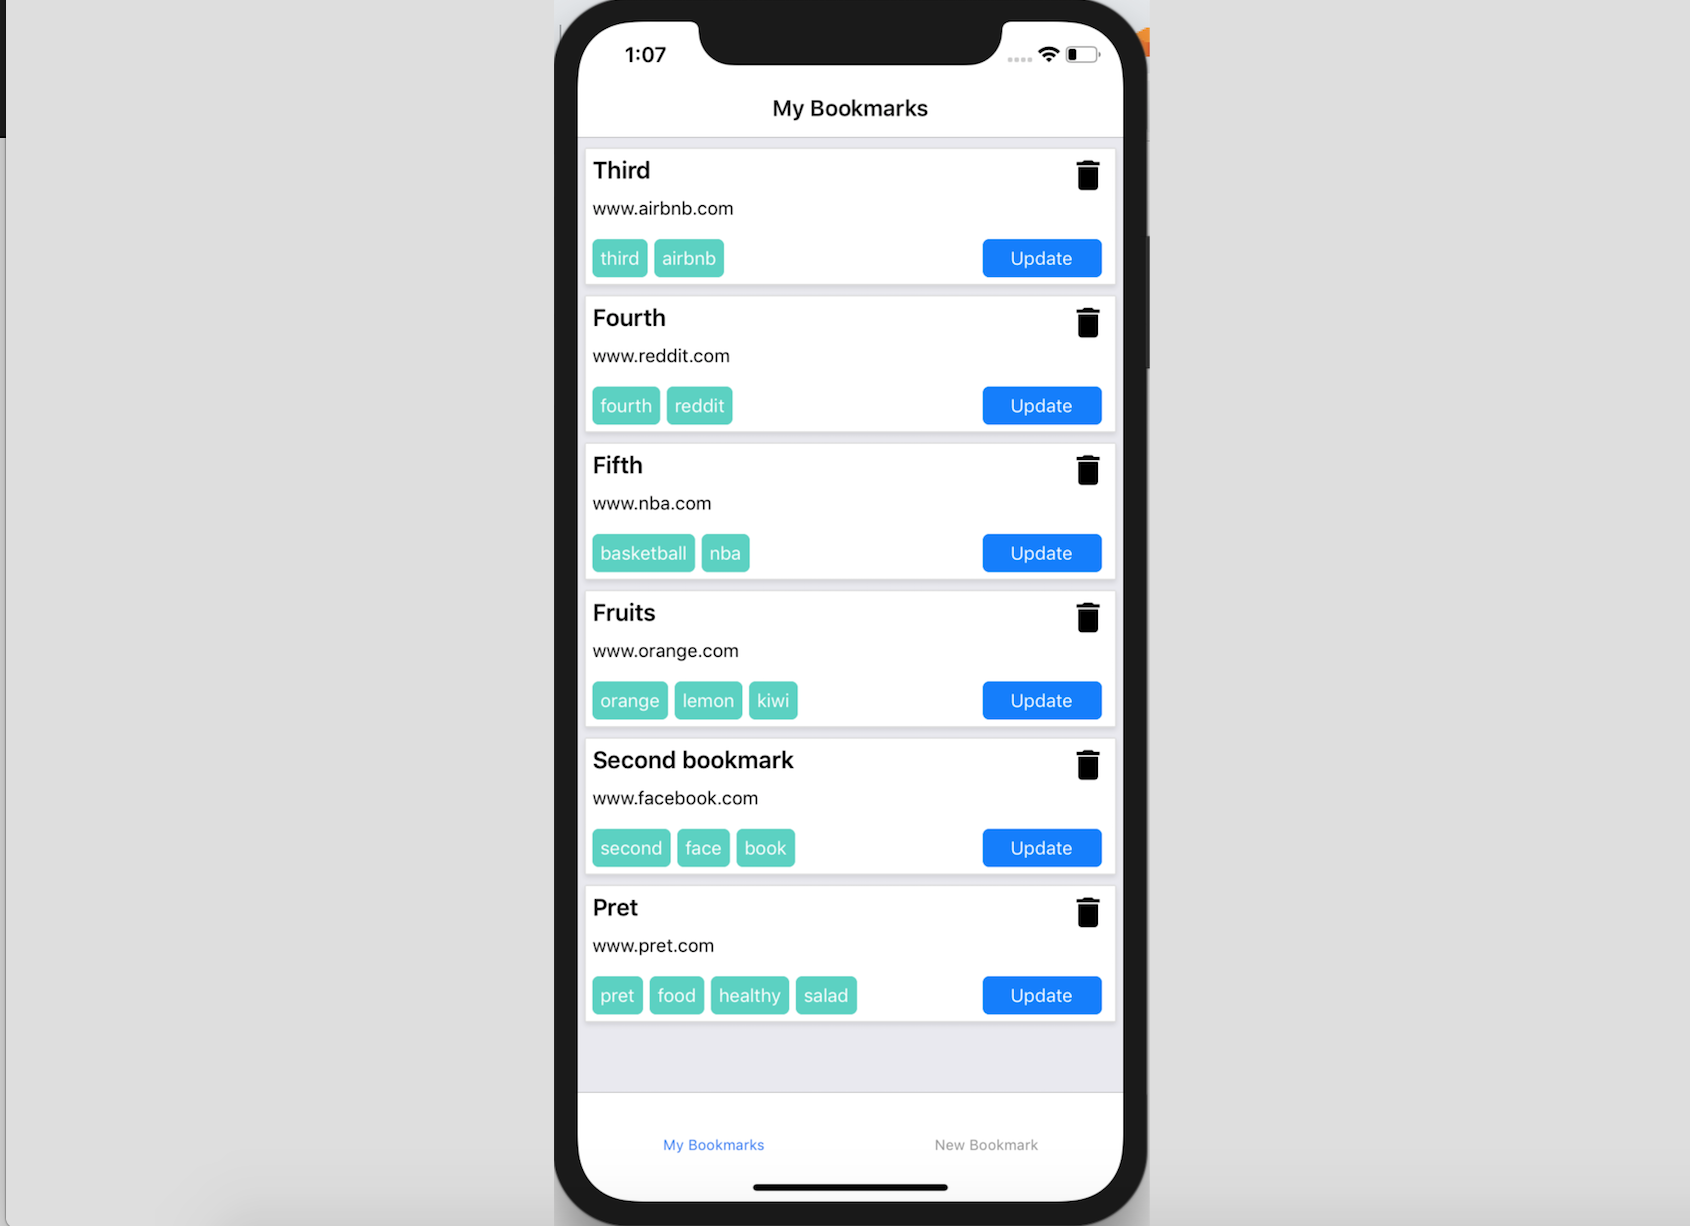 1:07
My Bookmarks
Third
www.airbnb.com
third airbnb Update
Fourth
www.reddit.com
fourth reddit Update
Fifth
www.nba.com
basketball nba Update
Fruits
www.orange.com
orange lemon kiwi Update
Second bookmark
www.facebook.com
second face book Update
Pret
www.pret.com
pret food healthy salad Update
My Bookmarks New Bookmark